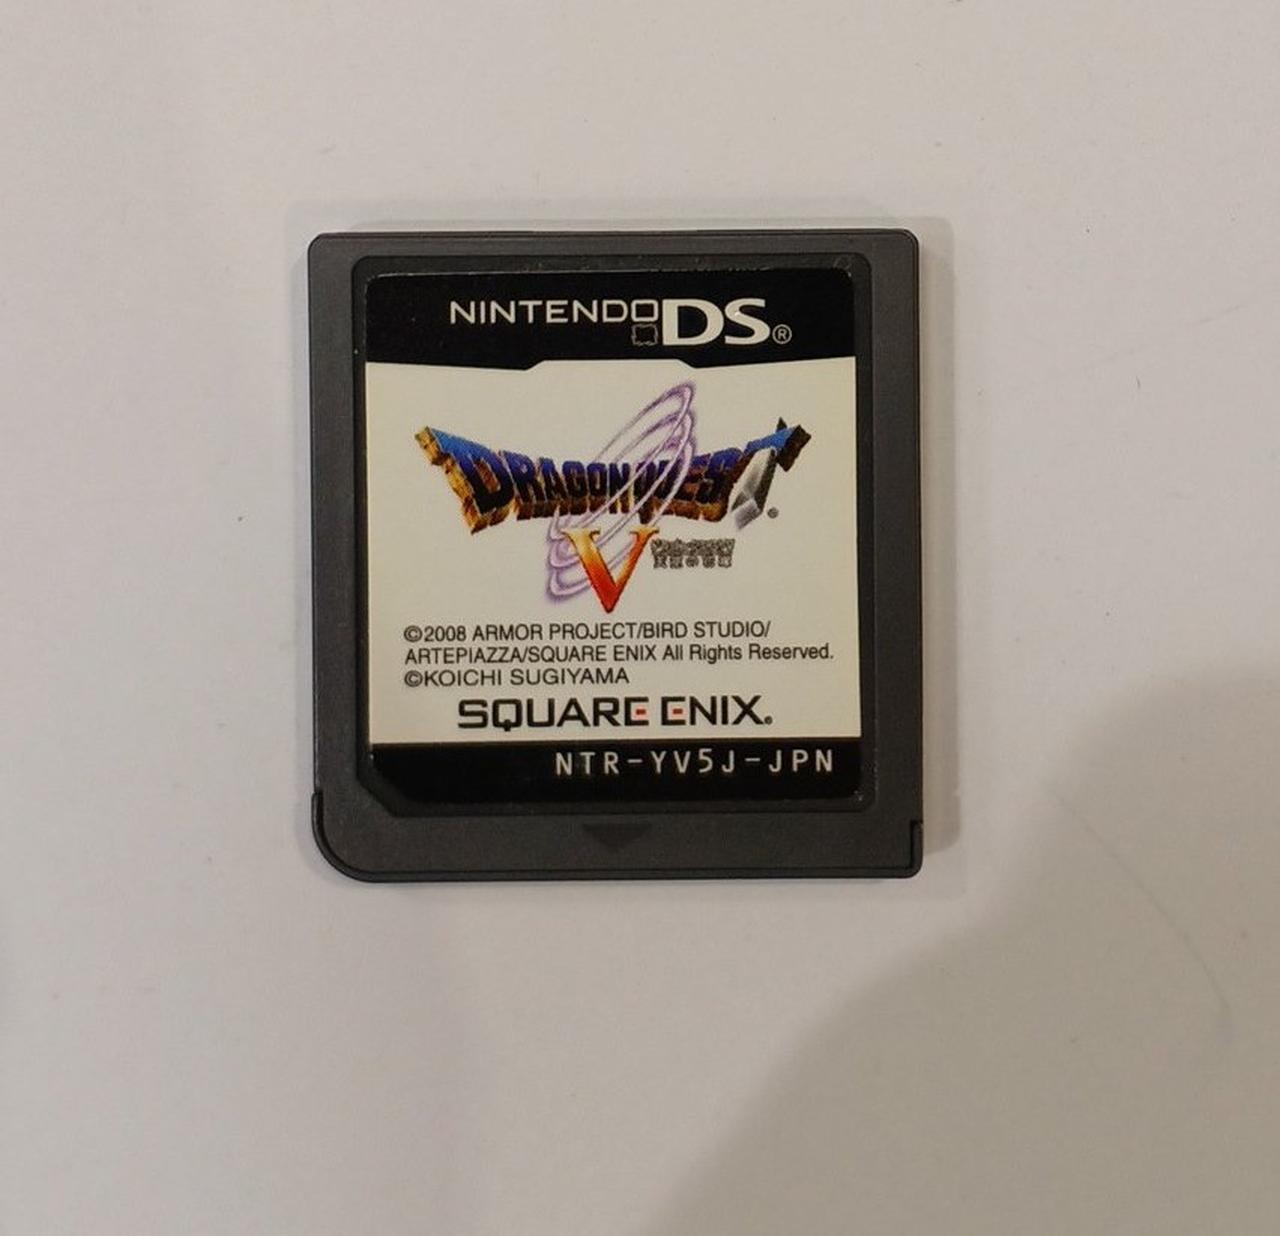 NINTENDO DS®
DRAGON QUEST®
V
©2008 ARMOR PROJECT/BIRD STUDIO/
ARTEPIAZZA/SQUARE ENIX All Rights Reserved.
©KOICHI SUGIYAMA
SQUARE ENIX®
NTR-YV5J-JPN